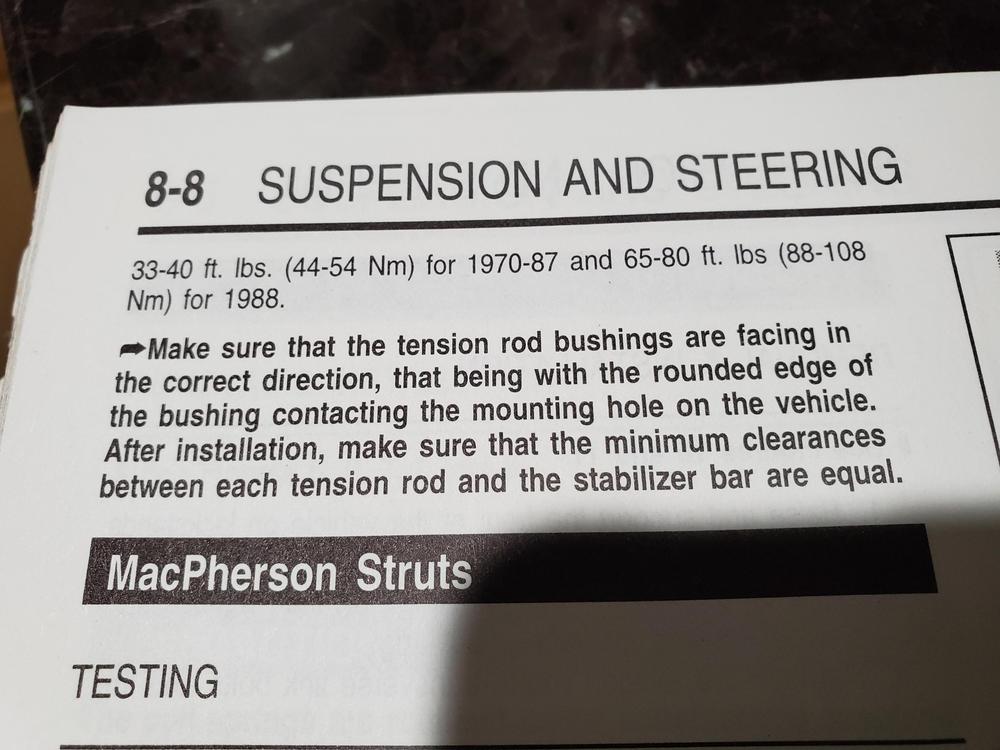 8-8 SUSPENSION AND STEERING
33-40 ft. lbs. (44-54 Nm) for 1970-87 and 65-80 ft. lbs (88-108
Nm) for 1988.
➡Make sure that the tension rod bushings are facing in
the correct direction, that being with the rounded edge of
the bushing contacting the mounting hole on the vehicle.
After installation, make sure that the minimum clearances
between each tension rod and the stabilizer bar are equal.
MacPherson Struts
TESTING